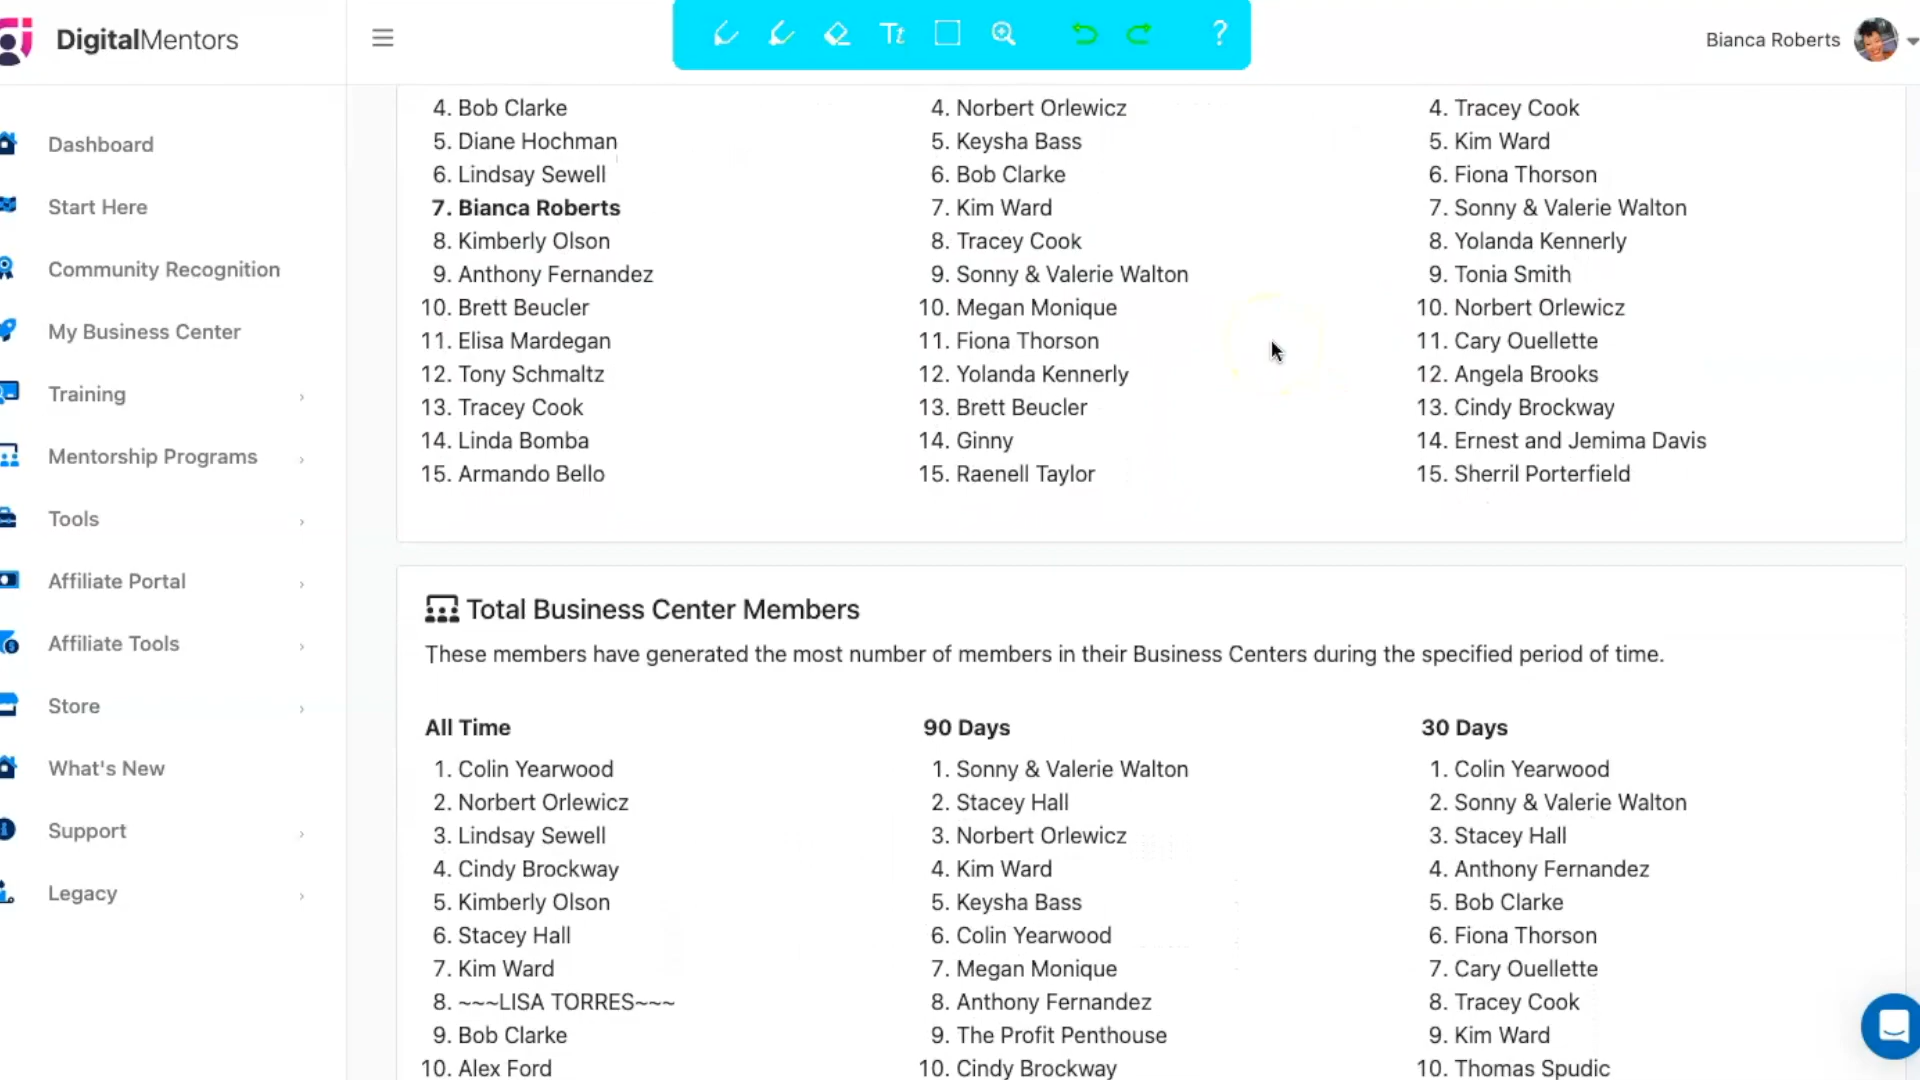 DigitalMentors
Tt
?
Bianca Roberts
Dashboard
Start Here
Community Recognition
My Business Center
Training
Mentorship Programs
Tools
Affiliate Portal
Affiliate Tools
Store
What's New
Support
Legacy
4. Bob Clarke
5. Diane Hochman
6. Lindsay Sewell
7. Bianca Roberts
8. Kimberly Olson
9. Anthony Fernandez
10. Brett Beucler
11. Elisa Mardegan
12. Tony Schmaltz
13. Tracey Cook
14. Linda Bomba
15. Armando Bello
4. Norbert Orlewicz
5. Keysha Bass
6. Bob Clarke
7. Kim Ward
8. Tracey Cook
9. Sonny & Valerie Walton
10. Megan Monique
11. Fiona Thorson
12. Yolanda Kennerly
13. Brett Beucler
14. Ginny
15. Raenell Taylor
4. Tracey Cook
5. Kim Ward
6. Fiona Thorson
7. Sonny & Valerie Walton
8. Yolanda Kennerly
9. Tonia Smith
10. Norbert Orlewicz
11. Cary Ouellette
12. Angela Brooks
13. Cindy Brockway
14. Ernest and Jemima Davis
15. Sherril Porterfield
Total Business Center Members
These members have generated the most number of members in their Business Centers during the specified period of time.
All Time
1. Colin Yearwood
2. Norbert Orlewicz
3. Lindsay Sewell
4. Cindy Brockway
5. Kimberly Olson
6. Stacey Hall
7. Kim Ward
8. ~~~LISA TORRES~~~
9. Bob Clarke
10. Alex Ford
90 Days
1. Sonny & Valerie Walton
2. Stacey Hall
3. Norbert Orlewicz
4. Kim Ward
5. Keysha Bass
6. Colin Yearwood
7. Megan Monique
8. Anthony Fernandez
9. The Profit Penthouse
10. Cindy Brockway
30 Days
1. Colin Yearwood
2. Sonny & Valerie Walton
3. Stacey Hall
4. Anthony Fernandez
5. Bob Clarke
6. Fiona Thorson
7. Cary Ouellette
8. Tracey Cook
9. Kim Ward
10. Thomas Spudic